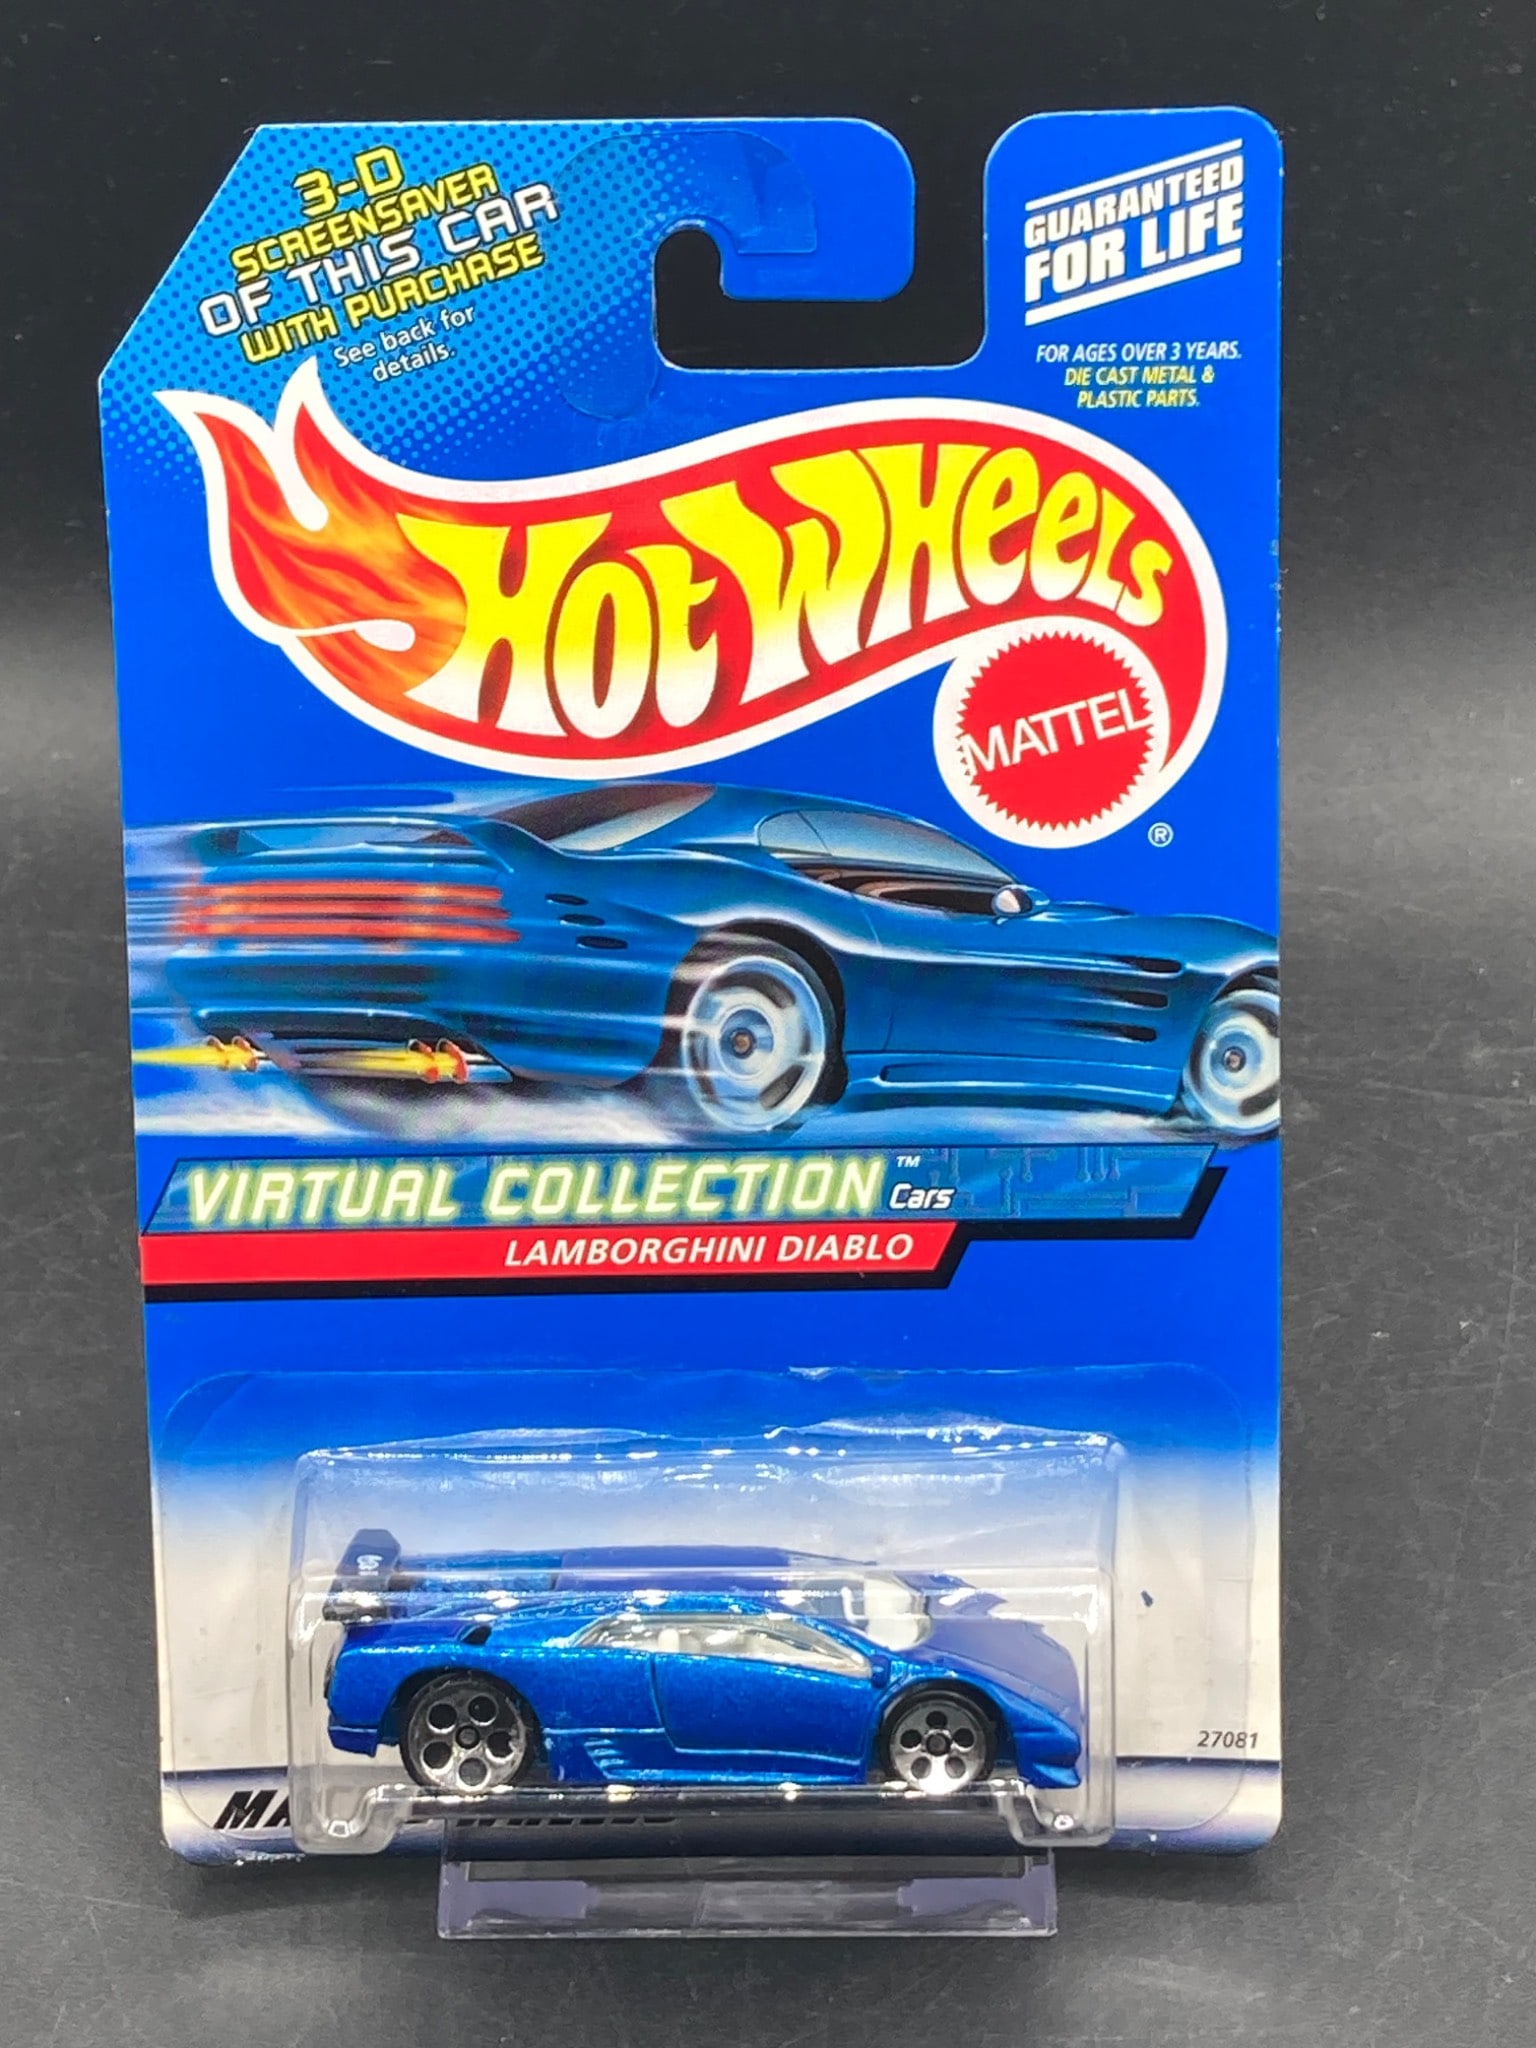 3-D
SCREENSAVER
OF THIS CAR
WITH PURCHASE
See back for
details.
GUARANTEED
FOR LIFE
FOR AGES OVER 3 YEARS.
DIE CAST METAL &
PLASTIC PARTS.
HOT WHEELS
MATTEL
®
VIRTUAL COLLECTION™
Cars
LAMBORGHINI DIABLO
27081